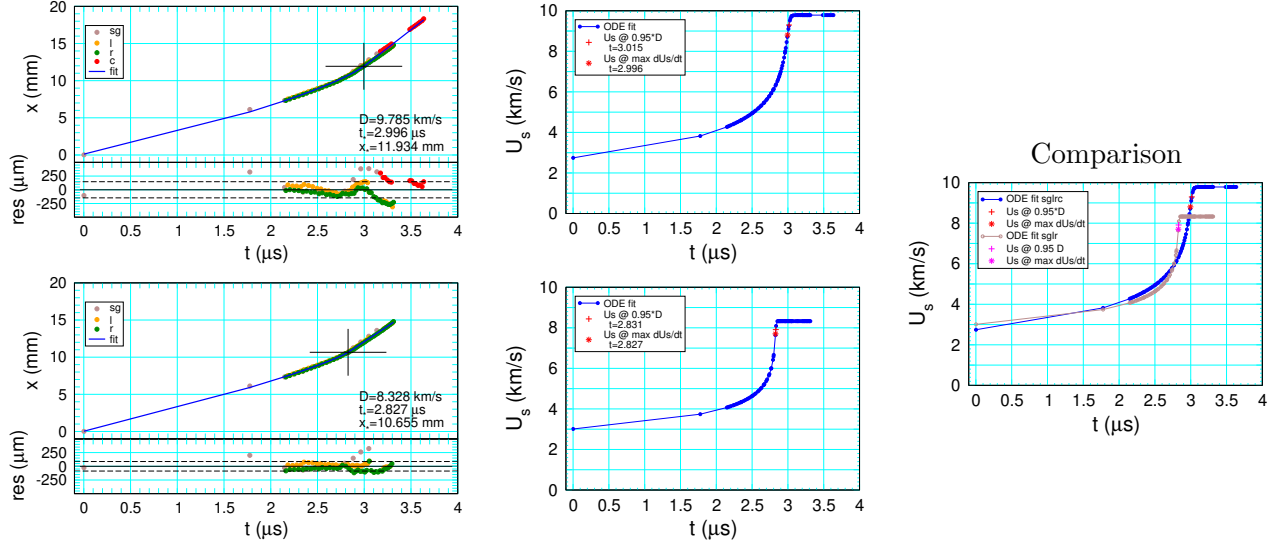 20
15
10
5
0
x (mm)
sg
l
r
c
fit
D=9.785 km/s
t*=2.996 μs
x*=11.934 mm
250
0
-250
res (μm)
0 0.5 1 1.5 2 2.5 3 3.5 4
t (μs)
10
8
6
4
2
0
Us (km/s)
ODE fit
Us @ 0.95*D
t=3.015
Us @ max dUs/dt
t=2.996
0 0.5 1 1.5 2 2.5 3 3.5 4
t (μs)
20
15
10
5
0
x (mm)
sg
l
r
fit
D=8.328 km/s
t*=2.827 μs
x*=10.655 mm
250
0
-250
res (μm)
0 0.5 1 1.5 2 2.5 3 3.5 4
t (μs)
10
8
6
4
2
0
Us (km/s)
ODE fit
Us @ 0.95*D
t=2.831
Us @ max dUs/dt
t=2.827
0 0.5 1 1.5 2 2.5 3 3.5 4
t (μs)
Comparison
10
8
6
4
2
0
Us (km/s)
ODE fit sglrc
Us @ 0.95*D
Us @ max dUs/dt
ODE fit sglr
Us @ 0.95 D
Us @ max dUs/dt
0 0.5 1 1.5 2 2.5 3 3.5 4
t (μs)